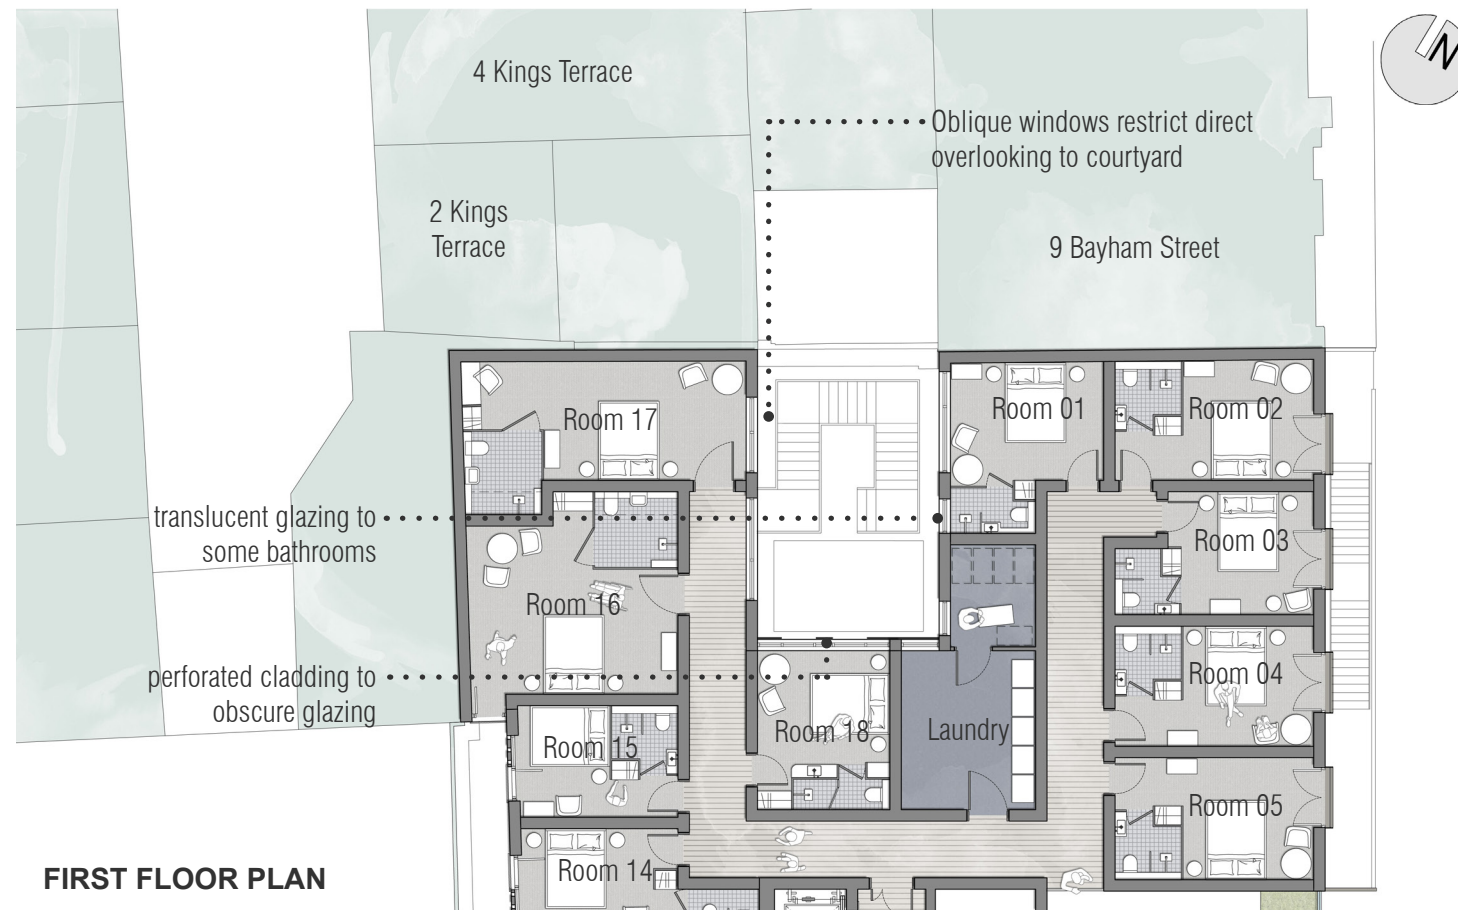 4 Kings Terrace
N
Oblique windows restrict direct
overlooking to courtyard
2 Kings
Terrace
9 Bayham Street
Room 17
Room 01
Room 02
translucent glazing to
some bathrooms
Room 03
Room 16
perforated cladding to
obscure glazing
Room 04
Room 15
Room 18
Laundry
Room 05
Room 14
FIRST FLOOR PLAN